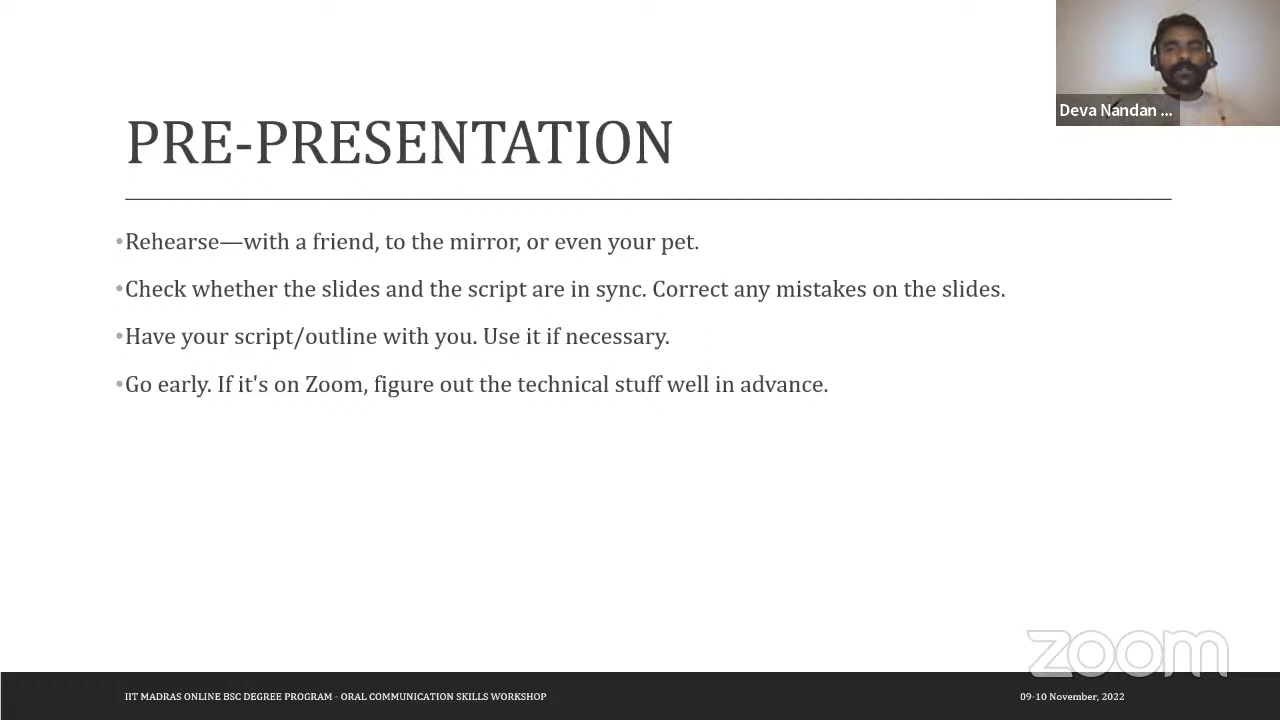 Deva Nandan ...
PRE-PRESENTATION
•Rehearse—with a friend, to the mirror, or even your pet.
•Check whether the slides and the script are in sync. Correct any mistakes on the slides.
•Have your script/outline with you. Use it if necessary.
•Go early. If it's on Zoom, figure out the technical stuff well in advance.
zoom
IIT MADRAS ONLINE BSC DEGREE PROGRAM - ORAL COMMUNICATION SKILLS WORKSHOP
09-10 November, 2022